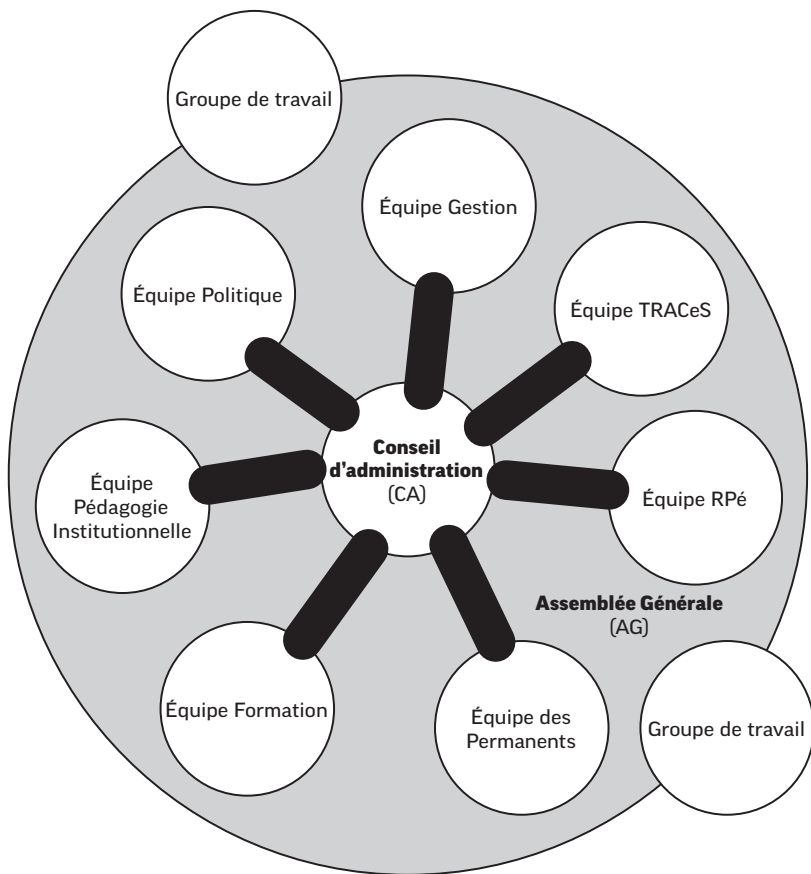 Groupe de travail
Équipe Gestion
Équipe Politique
Équipe TRACeS
Conseil
d'administration
(CA)
Équipe
Pédagogie
Institutionnelle
Équipe RPé
Assemblée Générale
(AG)
Équipe Formation
Équipe des
Permanents
Groupe de travail